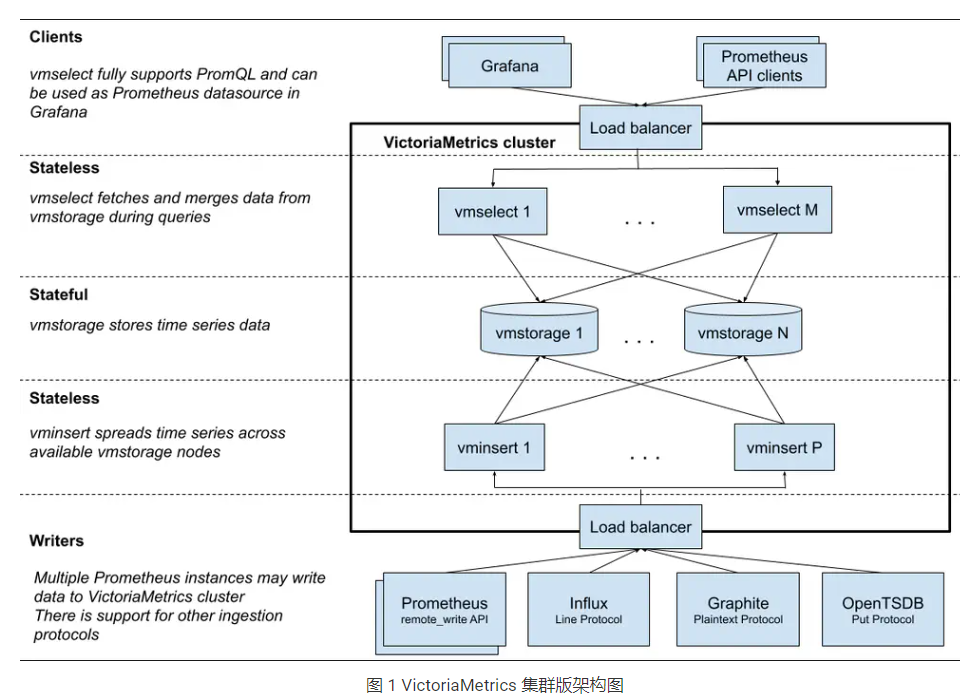 Clients
vmselect fully supports PromQL and can
be used as Prometheus datasource in
Grafana
Grafana
Prometheus
API clients
Load balancer
VictoriaMetrics cluster
Stateless
vmselect fetches and merges data from
vmstorage during queries
vmselect 1
. . .
vmselect M
Stateful
vmstorage stores time series data
vmstorage 1
. . .
vmstorage N
Stateless
vminsert spreads time series across
available vmstorage nodes
vminsert 1
. . .
vminsert P
Load balancer
Writers
Multiple Prometheus instances may write
data to VictoriaMetrics cluster
There is support for other ingestion
protocols
Prometheus
remote_write API
Influx
Line Protocol
Graphite
Plaintext Protocol
OpenTSDB
Put Protocol
图 1 VictoriaMetrics 集群版架构图